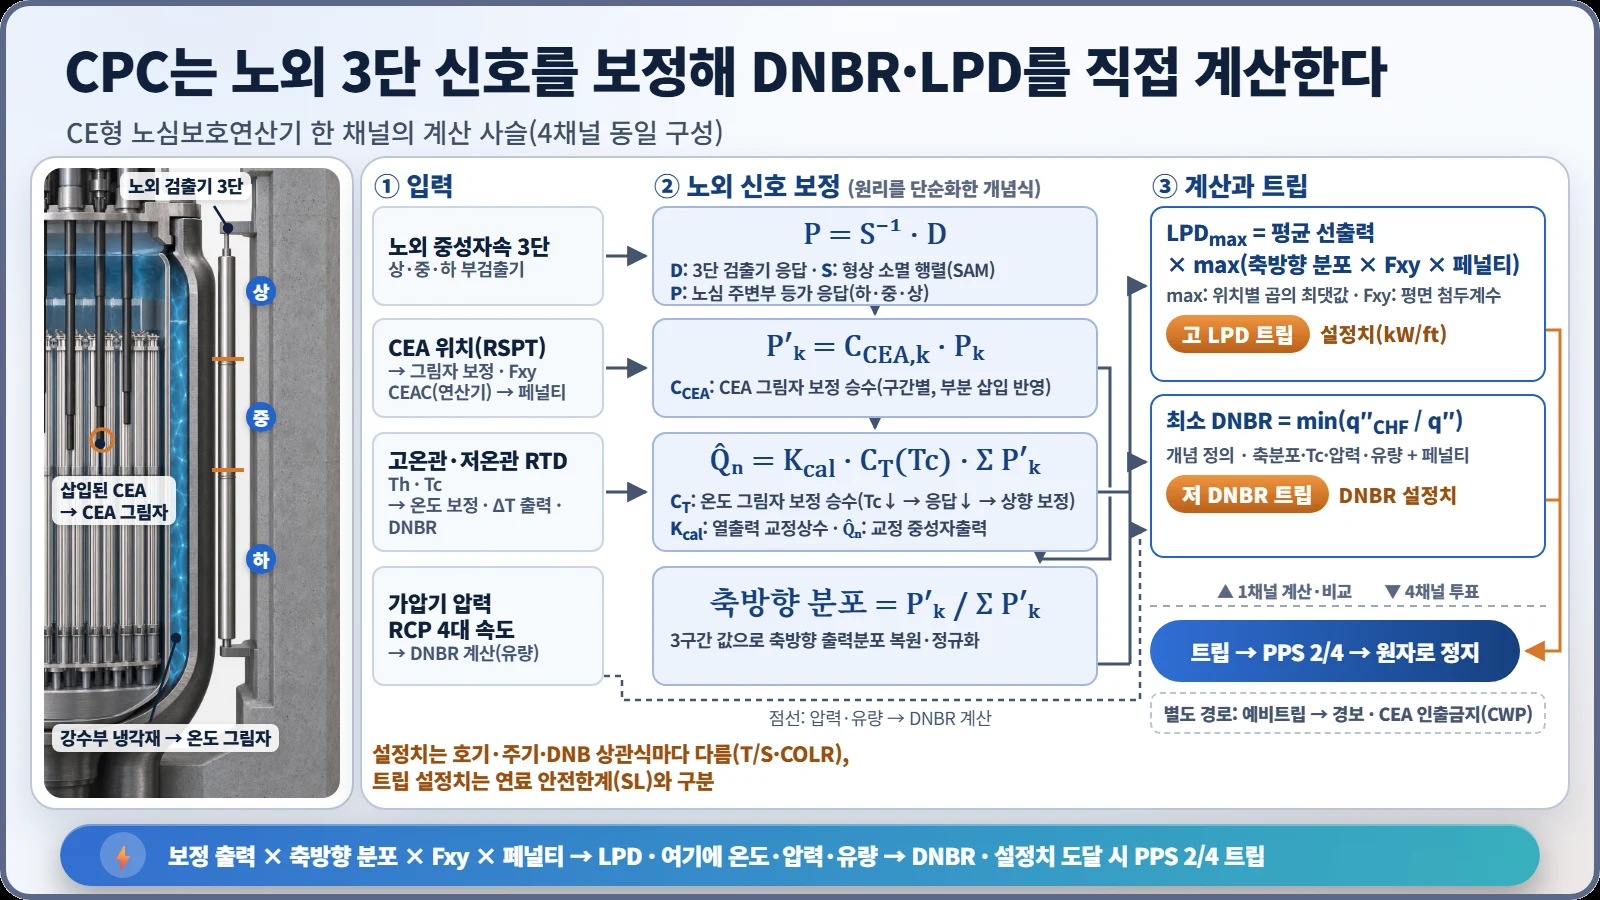 CPC는 노외 3단 신호를 보정해 DNBR·LPD를 직접 계산한다
CE형 노심보호연산기 한 채널의 계산 사슬(4채널 동일 구성)
노외 검출기 3단
상
중
하
삽입된 CEA
→ CEA 그림자
강수부 냉각재 → 온도 그림자
① 입력
노외 중성자속 3단
상·중·하 부검출기
CEA 위치(RSPT)
→ 그림자 보정 · Fxy
CEAC(연산기) → 페널티
고온관·저온관 RTD
Th · Tc
→ 온도 보정 · ΔT 출력 ·
DNBR
가압기 압력
RCP 4대 속도
→ DNBR 계산(유량)
② 노외 신호 보정 (원리를 단순화한 개념식)
P = S⁻¹ · D
D: 3단 검출기 응답 · S: 형상 소멸 행렬(SAM)
P: 노심 주변부 등가 응답(하·중·상)
P′k = CCEA,k · Pk
CCEA: CEA 그림자 보정 승수(구간별, 부분 삽입 반영)
Q̂n = Kcal · CT(Tc) · Σ P′k
CT: 온도 그림자 보정 승수(Tc↓ → 응답↓ → 상향 보정)
Kcal: 열출력 교정상수 · Q̂n: 교정 중성자출력
축방향 분포 = P′k / Σ P′k
3구간 값으로 축방향 출력분포 복원·정규화
점선: 압력·유량 → DNBR 계산
③ 계산과 트립
LPDmax = 평균 선출력
× max(축방향 분포 × Fxy × 페널티)
max: 위치별 곱의 최댓값 · Fxy: 평면 첨두계수
고 LPD 트립 설정치(kW/ft)
최소 DNBR = min(q″CHF / q″)
개념 정의 · 축분포·Tc·압력·유량 + 페널티
저 DNBR 트립 DNBR 설정치
▲ 1채널 계산·비교 ▼ 4채널 투표
트립 → PPS 2/4 → 원자로 정지
별도 경로: 예비트립 → 경보 · CEA 인출금지(CWP)
설정치는 호기·주기·DNB 상관식마다 다름(T/S·COLR),
트립 설정치는 연료 안전한계(SL)와 구분
보정 출력 × 축방향 분포 × Fxy × 페널티 → LPD · 여기에 온도·압력·유량 → DNBR · 설정치 도달 시 PPS 2/4 트립